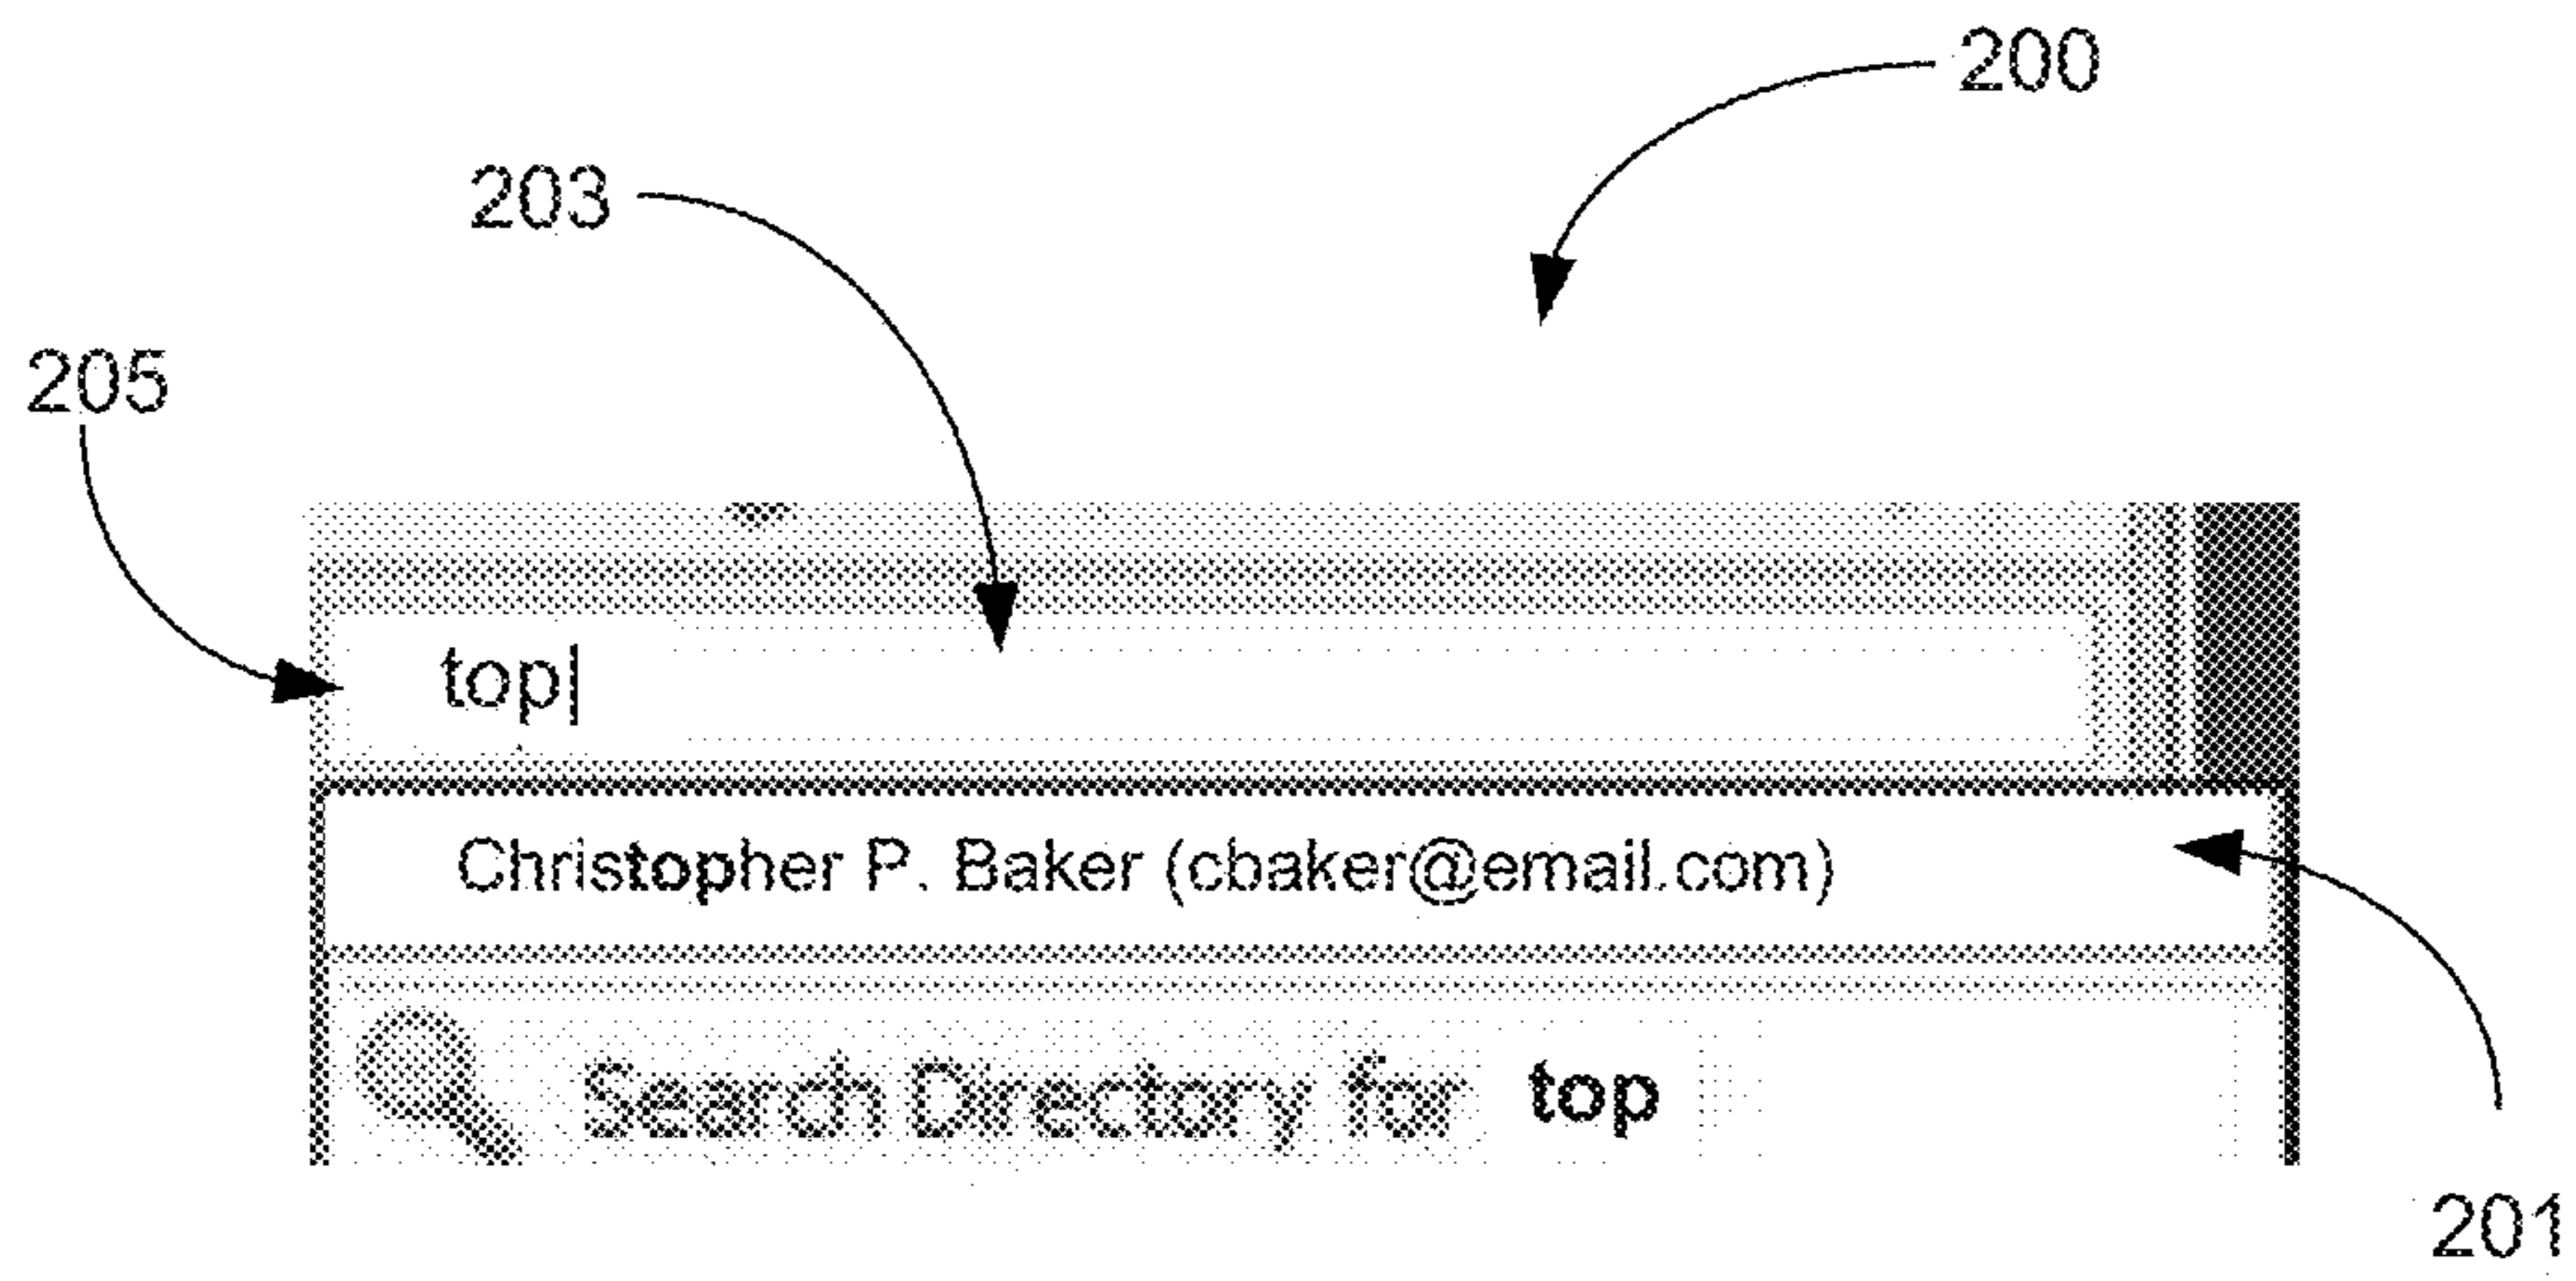 200
203
205
top
Christopher P. Baker (cbaker@email.com)
Search Directory for top
201